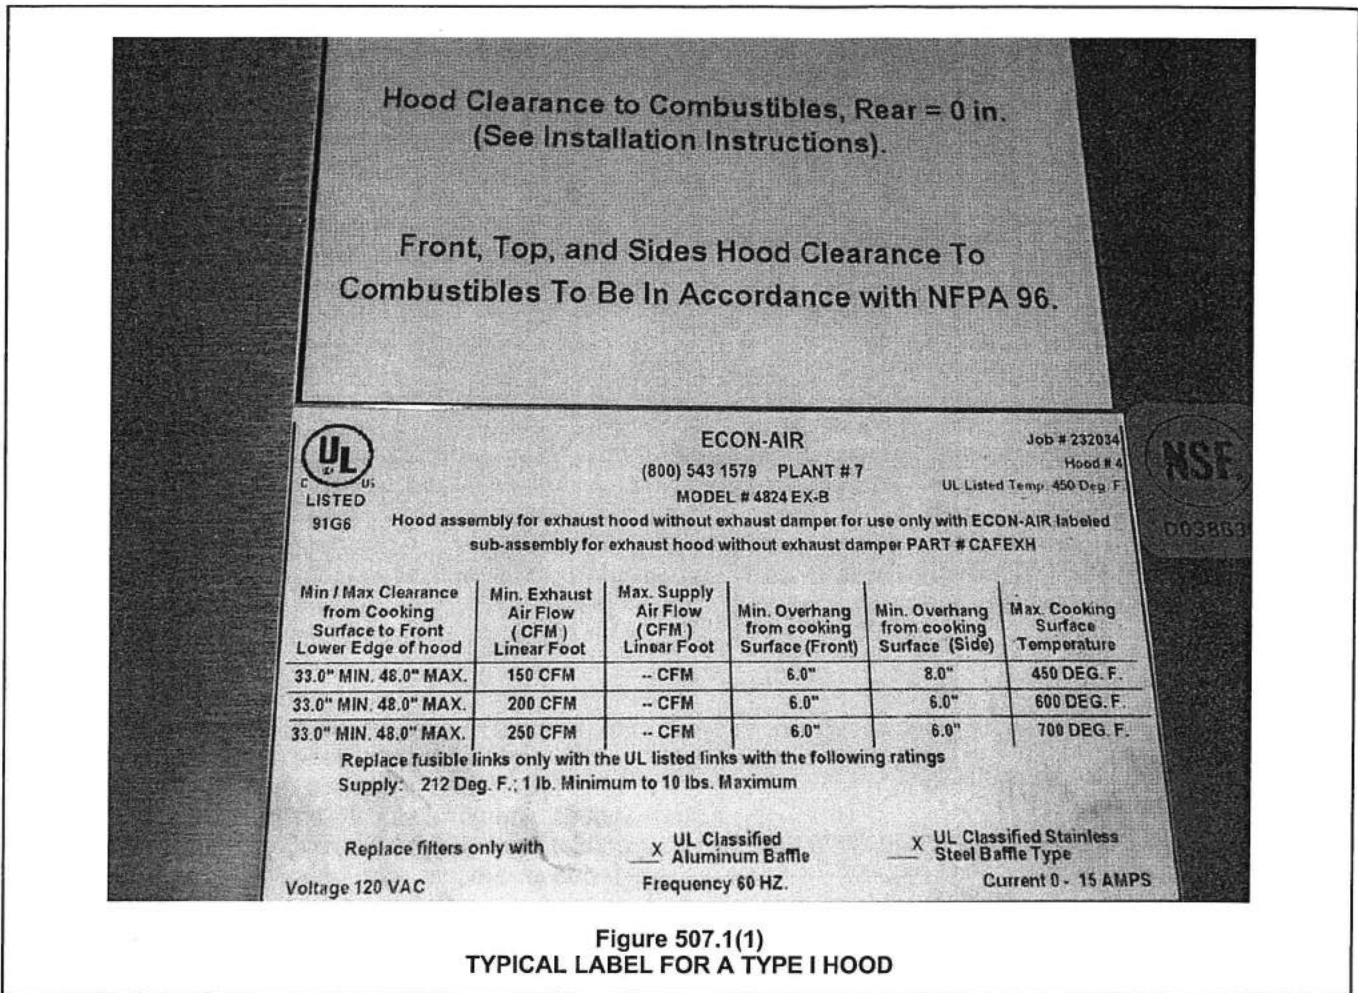 Hood Clearance to Combustibles, Rear = 0 in.
(See Installation Instructions).
Front, Top, and Sides Hood Clearance To
Combustibles To Be In Accordance with NFPA 96.
UL
C US
LISTED
91G6
ECON-AIR
(800) 543 1579 PLANT # 7
MODEL # 4824 EX-B
Job # 232034
Hood # 4
UL Listed Temp. 450 Deg. F.
NSF
Hood assembly for exhaust hood without exhaust damper for use only with ECON-AIR labeled
sub-assembly for exhaust hood without exhaust damper PART # CAFEXH
Min / Max Clearance
from Cooking
Surface to Front
Lower Edge of hood
Min. Exhaust
Air Flow
( CFM )
Linear Foot
Max. Supply
Air Flow
( CFM )
Linear Foot
Min. Overhang
from cooking
Surface (Front)
Min. Overhang
from cooking
Surface (Side)
Max. Cooking
Surface
Temperature
33.0" MIN. 48.0" MAX. 150 CFM -- CFM 6.0" 8.0" 450 DEG. F.
33.0" MIN. 48.0" MAX. 200 CFM -- CFM 6.0" 6.0" 600 DEG. F.
33.0" MIN. 48.0" MAX. 250 CFM -- CFM 6.0" 6.0" 700 DEG. F.
Replace fusible links only with the UL listed links with the following ratings
Supply: 212 Deg. F.; 1 lb. Minimum to 10 lbs. Maximum
Replace filters only with
X UL Classified
Aluminum Baffle
X UL Classified Stainless
Steel Baffle Type
Voltage 120 VAC Frequency 60 HZ. Current 0 - 15 AMPS
Figure 507.1(1)
TYPICAL LABEL FOR A TYPE I HOOD